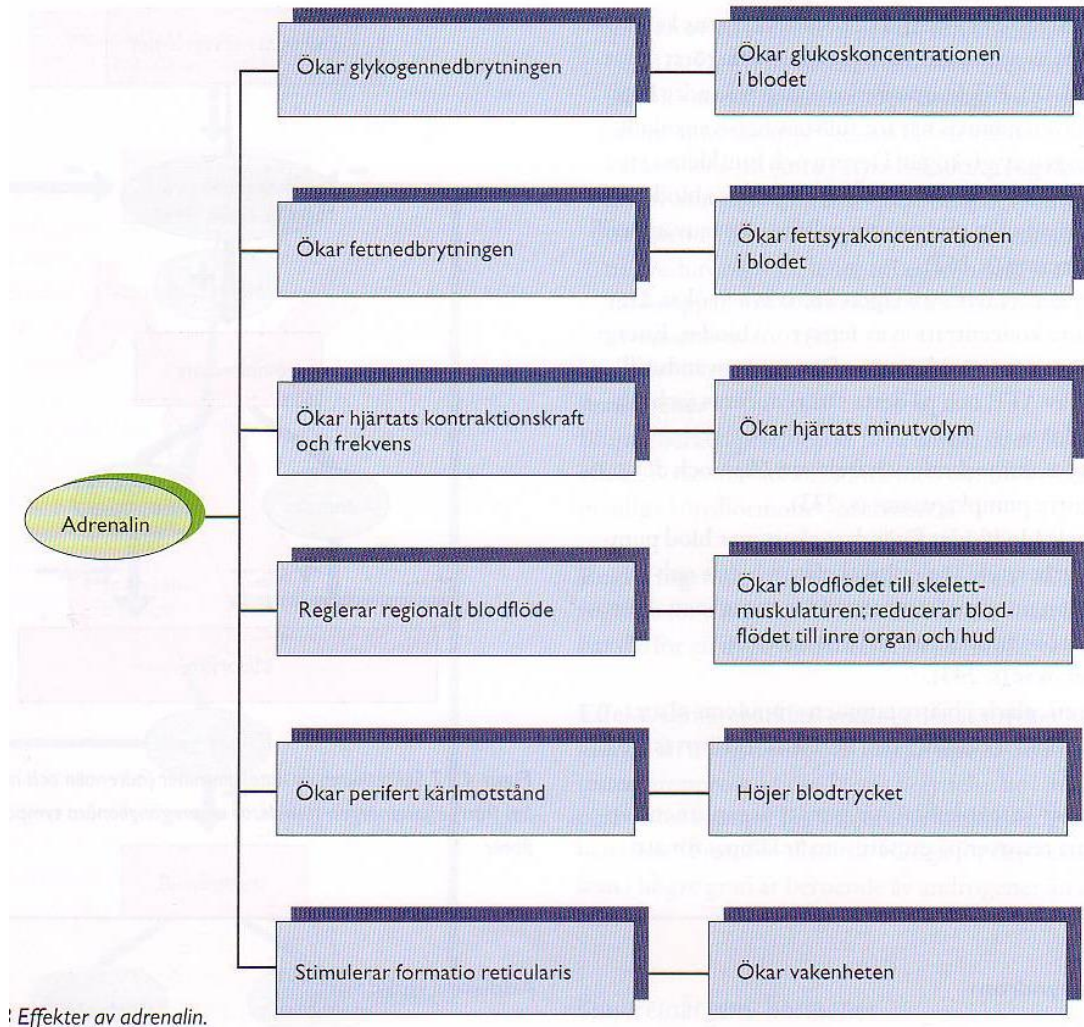 Ökar glykogennedbrytningen
Ökar glukoskoncentrationen
i blodet
Ökar fettnedbrytningen
Ökar fettsyrakoncentrationen
i blodet
Ökar hjärtats kontraktionskraft
och frekvens
Ökar hjärtats minutvolym
Adrenalin
Reglerar regionalt blodflöde
Ökar blodflödet till skelett-
muskulaturen; reducerar blod-
flödet till inre organ och hud
Ökar perifert kärlmotstånd
Höjer blodtrycket
Stimulerar formatio reticularis
Ökar vakenheten
Effekter av adrenalin.